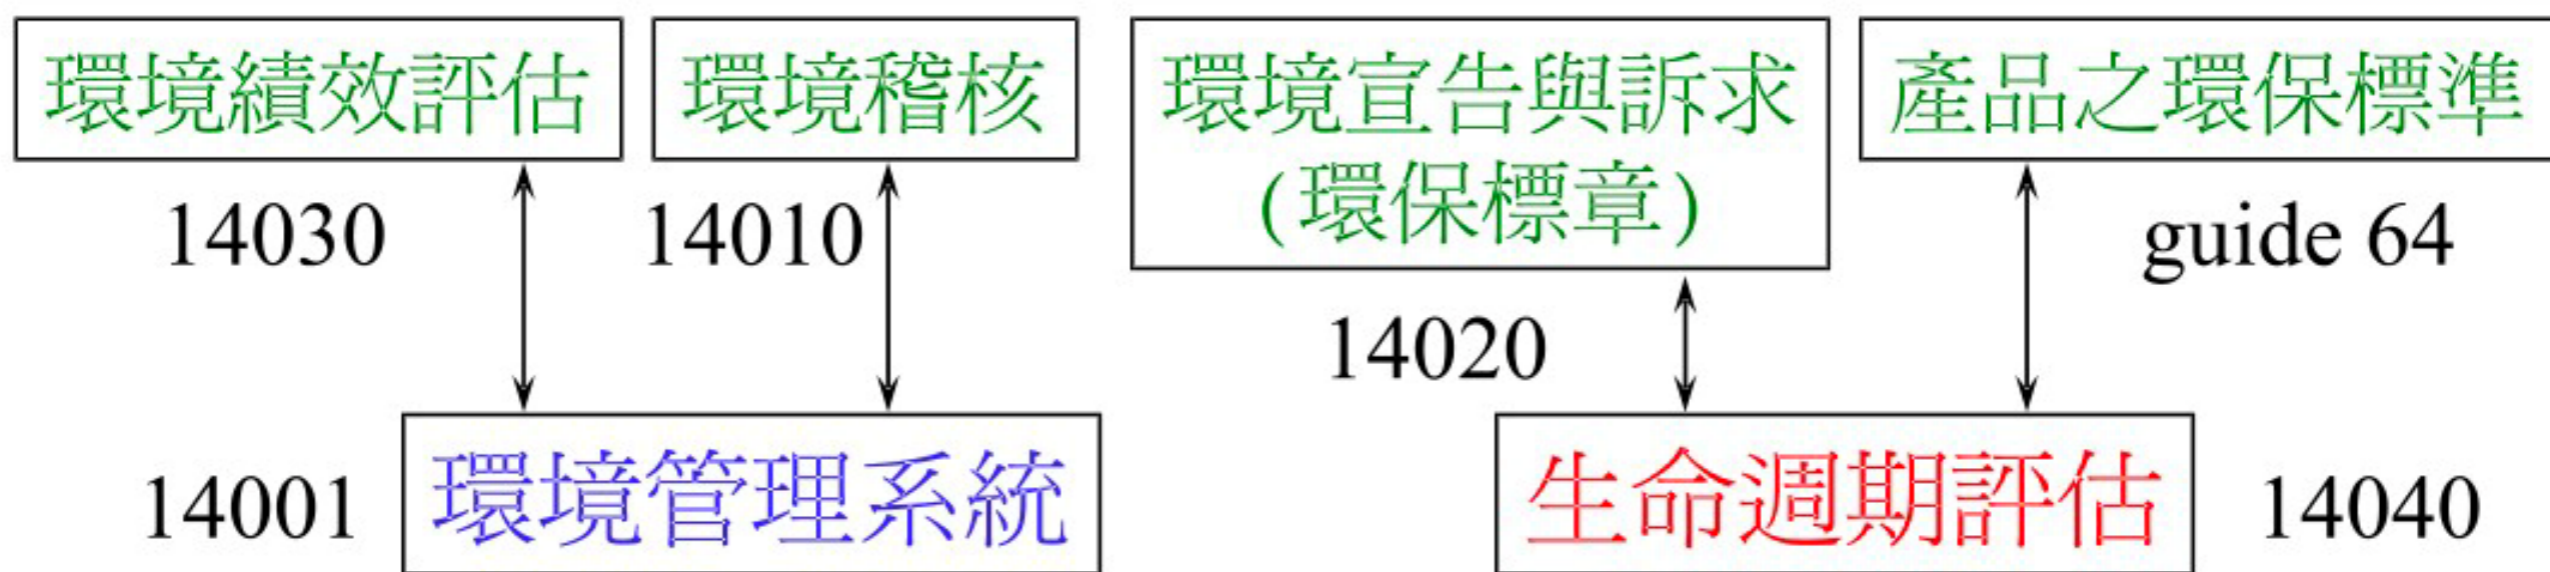 環境績效評估
環境稽核
環境宣告與訴求
(環保標章)
產品之環保標準
14030
14010
14020
guide 64
14001
環境管理系統
生命週期評估
14040